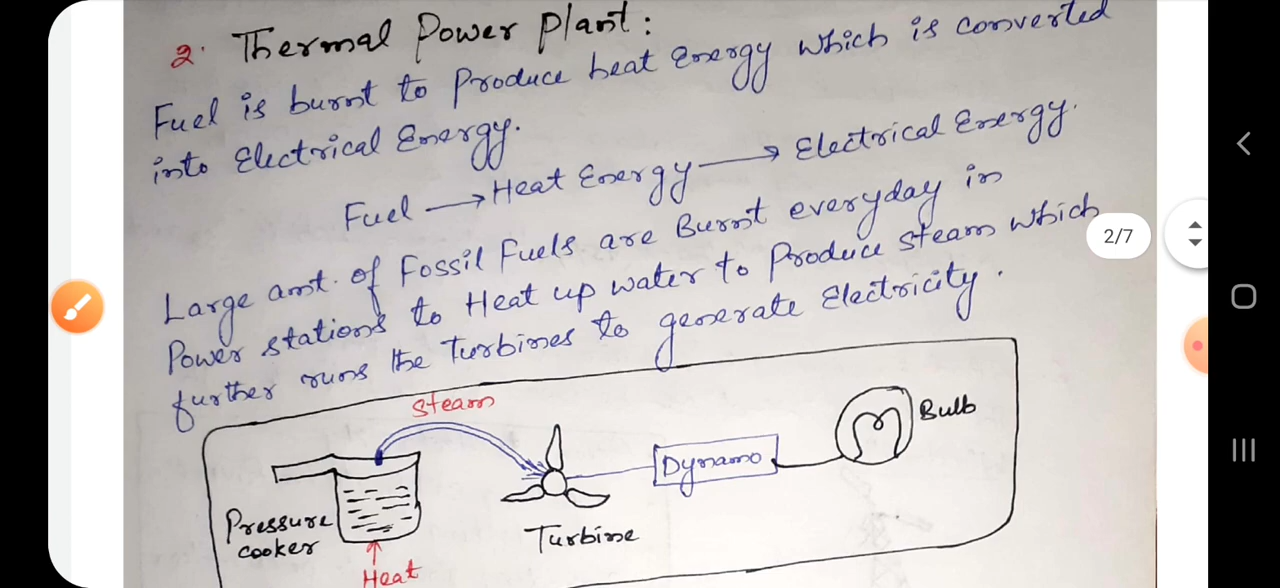 2. Thermal Power Plant:
Fuel is burnt to Produce heat Energy which is converted
into Electrical Energy.
Fuel → Heat Energy → Electrical Energy.
Large amt. of Fossil Fuels are Burnt everyday in
Power stations to Heat up water to Produce steam which
further runs the Turbines to generate Electricity.
2/7
Steam
Bulb
Dynamo
Pressure
cooker
Turbine
Heat